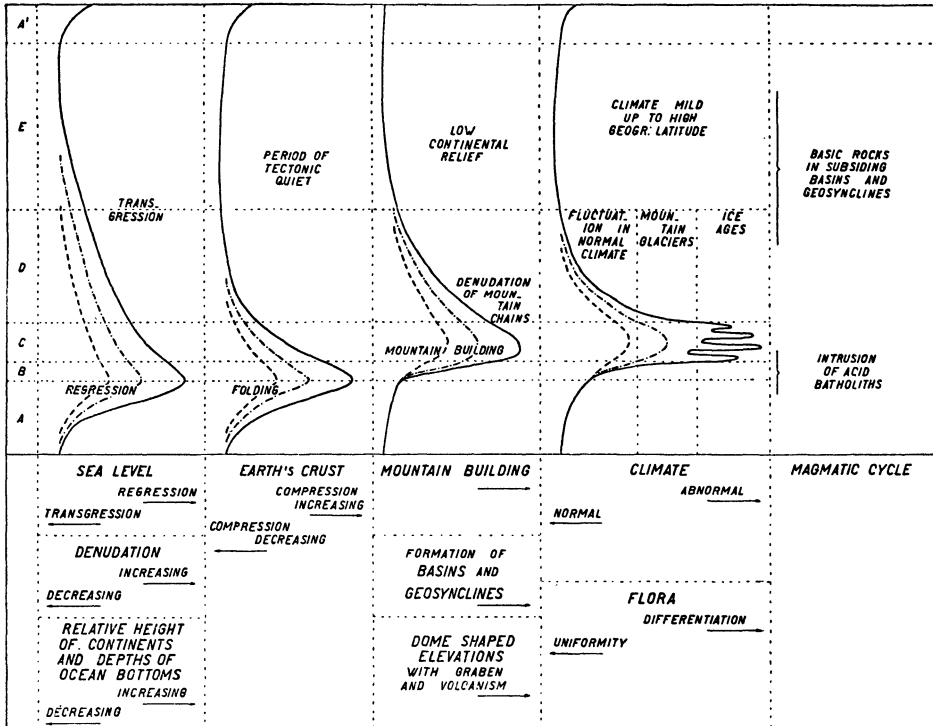 A'
E
D
C
B
A
TRANS-
GRESSION
REGRESSION
PERIOD OF
TECTONIC
QUIET
FOLDING
LOW
CONTINENTAL
RELIEF
DENUDATION
OF MOUN-
TAIN
CHAINS
MOUNTAIN BUILDING
CLIMATE MILD
UP TO HIGH
GEOGR: LATITUDE
FLUCTUAT-
ION IN
NORMAL
CLIMATE
MOUN-
TAIN
GLACIERS
ICE
AGES
BASIC ROCKS
IN SUBSIDING
BASINS AND
GEOSYNCLINES
INTRUSION
OF ACID
BATHOLITHS
SEA LEVEL
REGRESSION
TRANSGRESSION
DENUDATION
INCREASING
DECREASING
RELATIVE HEIGHT
OF CONTINENTS
AND DEPTHS OF
OCEAN BOTTOMS
INCREASING
DECREASING
EARTH'S CRUST
COMPRESSION
INCREASING
COMPRESSION
DECREASING
MOUNTAIN BUILDING
FORMATION OF
BASINS AND
GEOSYNCLINES
DOME SHAPED
ELEVATIONS
WITH GRABEN
AND VOLCANISM
CLIMATE
ABNORMAL
NORMAL
FLORA
DIFFERENTIATION
UNIFORMITY
MAGMATIC CYCLE